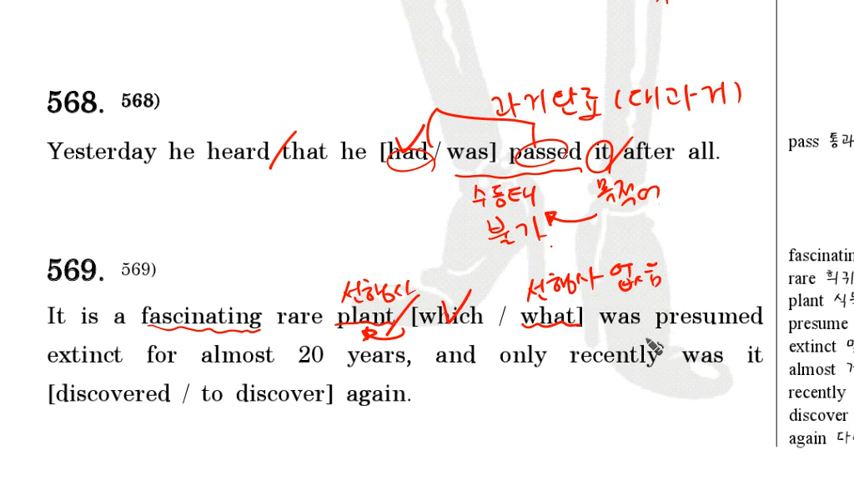 568. 568)
과거완료 (대과거)
Yesterday he heard that he [had / was] passed it after all.
pass 통과
수동태 목적어
불가
569. 569)
선행사 선행사 없음
It is a fascinating rare plant [which / what] was presumed
extinct for almost 20 years, and only recently was it
[discovered / to discover] again.
fascinatin
rare 희귀
plant
presume
extinct
almost
recently
discover
again